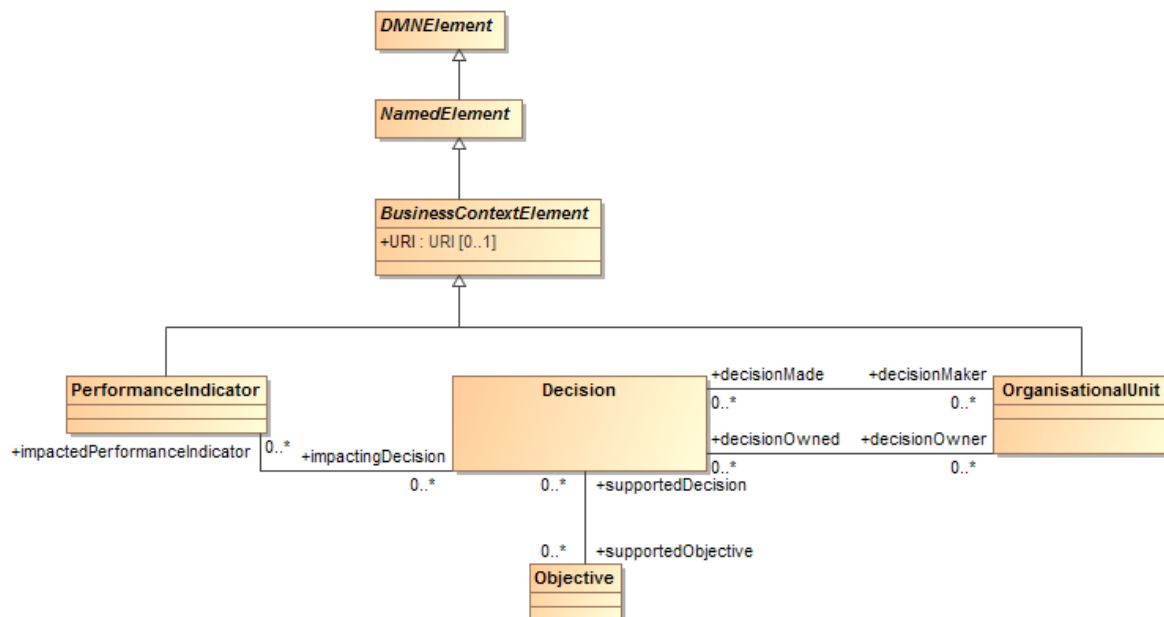 DMNElement
NamedElement
BusinessContextElement
+URI : URI [0..1]
PerformanceIndicator
Decision
OrganisationalUnit
+decisionMade
+decisionMaker
0..*
0..*
+decisionOwned
+decisionOwner
0..*
0..*
+impactedPerformanceIndicator
0..*
+impactingDecision
0..*
0..*
+supportedDecision
0..*
+supportedObjective
Objective